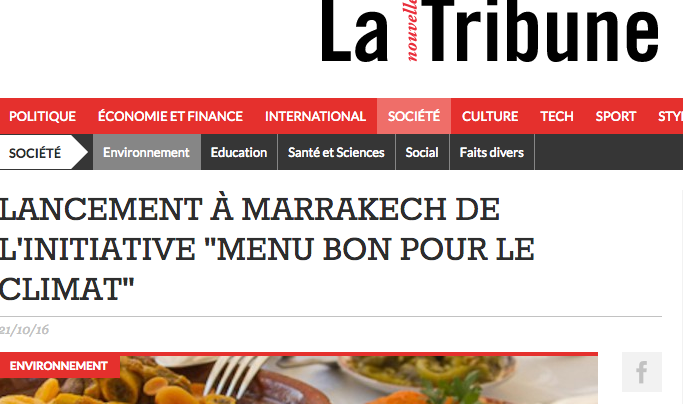 La nouvelle Tribune
POLITIQUE ÉCONOMIE ET FINANCE INTERNATIONAL SOCIÉTÉ CULTURE TECH SPORT STY
SOCIÉTÉ Environnement Education Santé et Sciences Social Faits divers
LANCEMENT À MARRAKECH DE
L'INITIATIVE "MENU BON POUR LE
CLIMAT"
21/10/16
ENVIRONNEMENT
f